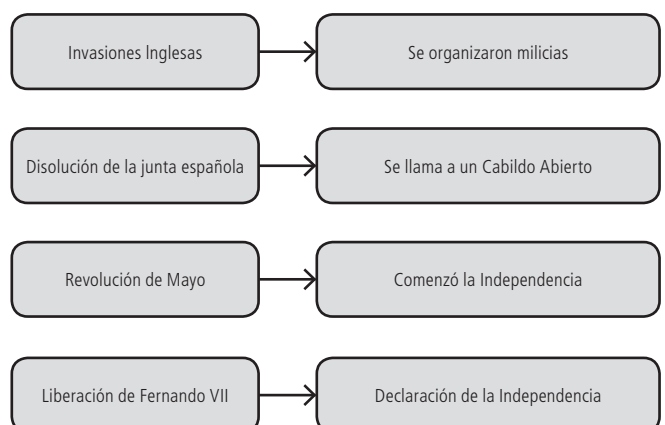 Invasiones Inglesas
Se organizaron milicias
Disolución de la junta española
Se llama a un Cabildo Abierto
Revolución de Mayo
Comenzó la Independencia
Liberación de Fernando VII
Declaración de la Independencia